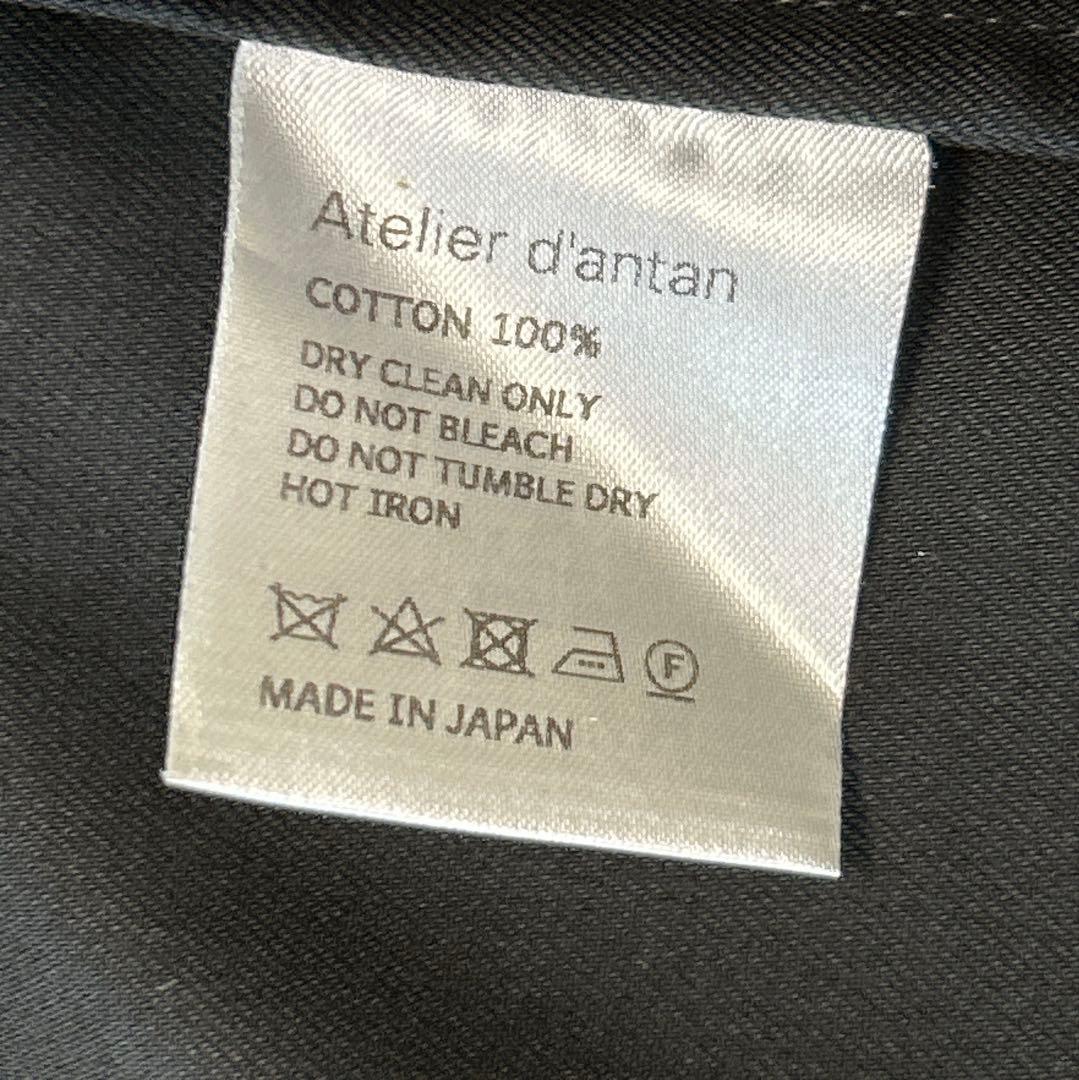 Atelier d'antan
COTTON 100%
DRY CLEAN ONLY
DO NOT BLEACH
DO NOT TUMBLE DRY
HOT IRON
F
MADE IN JAPAN